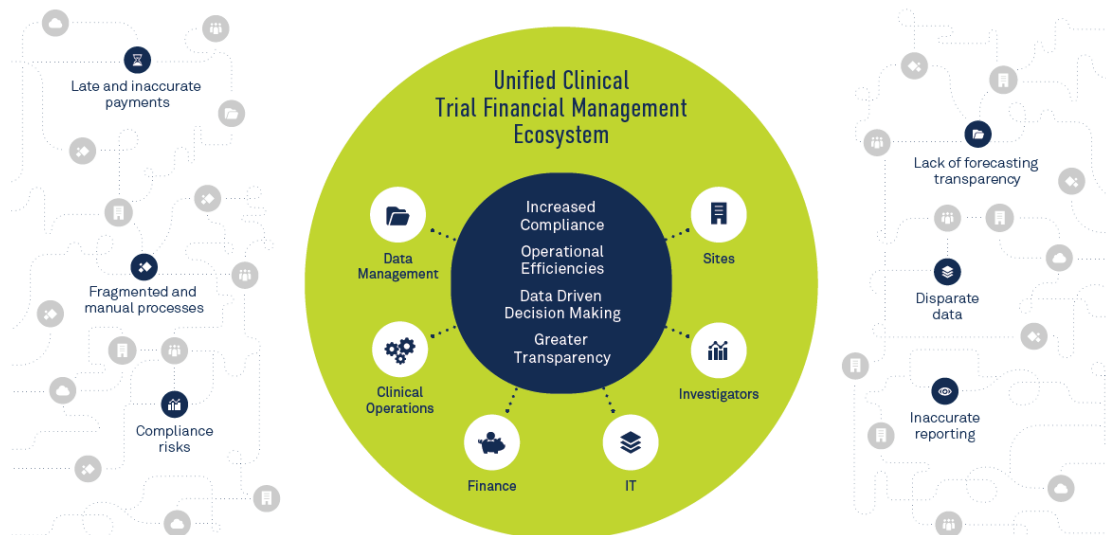 Late and inaccurate
payments
Fragmented and
manual processes
Compliance
risks
Unified Clinical
Trial Financial Management
Ecosystem
Increased
Compliance
Operational
Efficiencies
Data Driven
Decision Making
Greater
Transparency
Data
Management
Clinical
Operations
Finance
IT
Investigators
Sites
Lack of forecasting
transparency
Disparate
data
Inaccurate
reporting